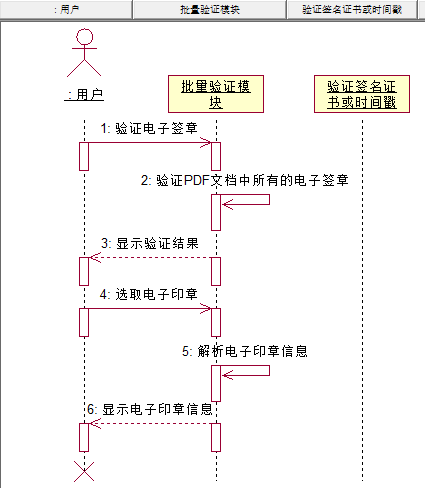 : 用户
批量验证模块
验证签名证书或时间戳
: 用户
批量验证模
块
验证签名证
书或时间戳
1: 验证电子签章
2: 验证PDF文档中所有的电子签章
3: 显示验证结果
4: 选取电子印章
5: 解析电子印章信息
6: 显示电子印章信息